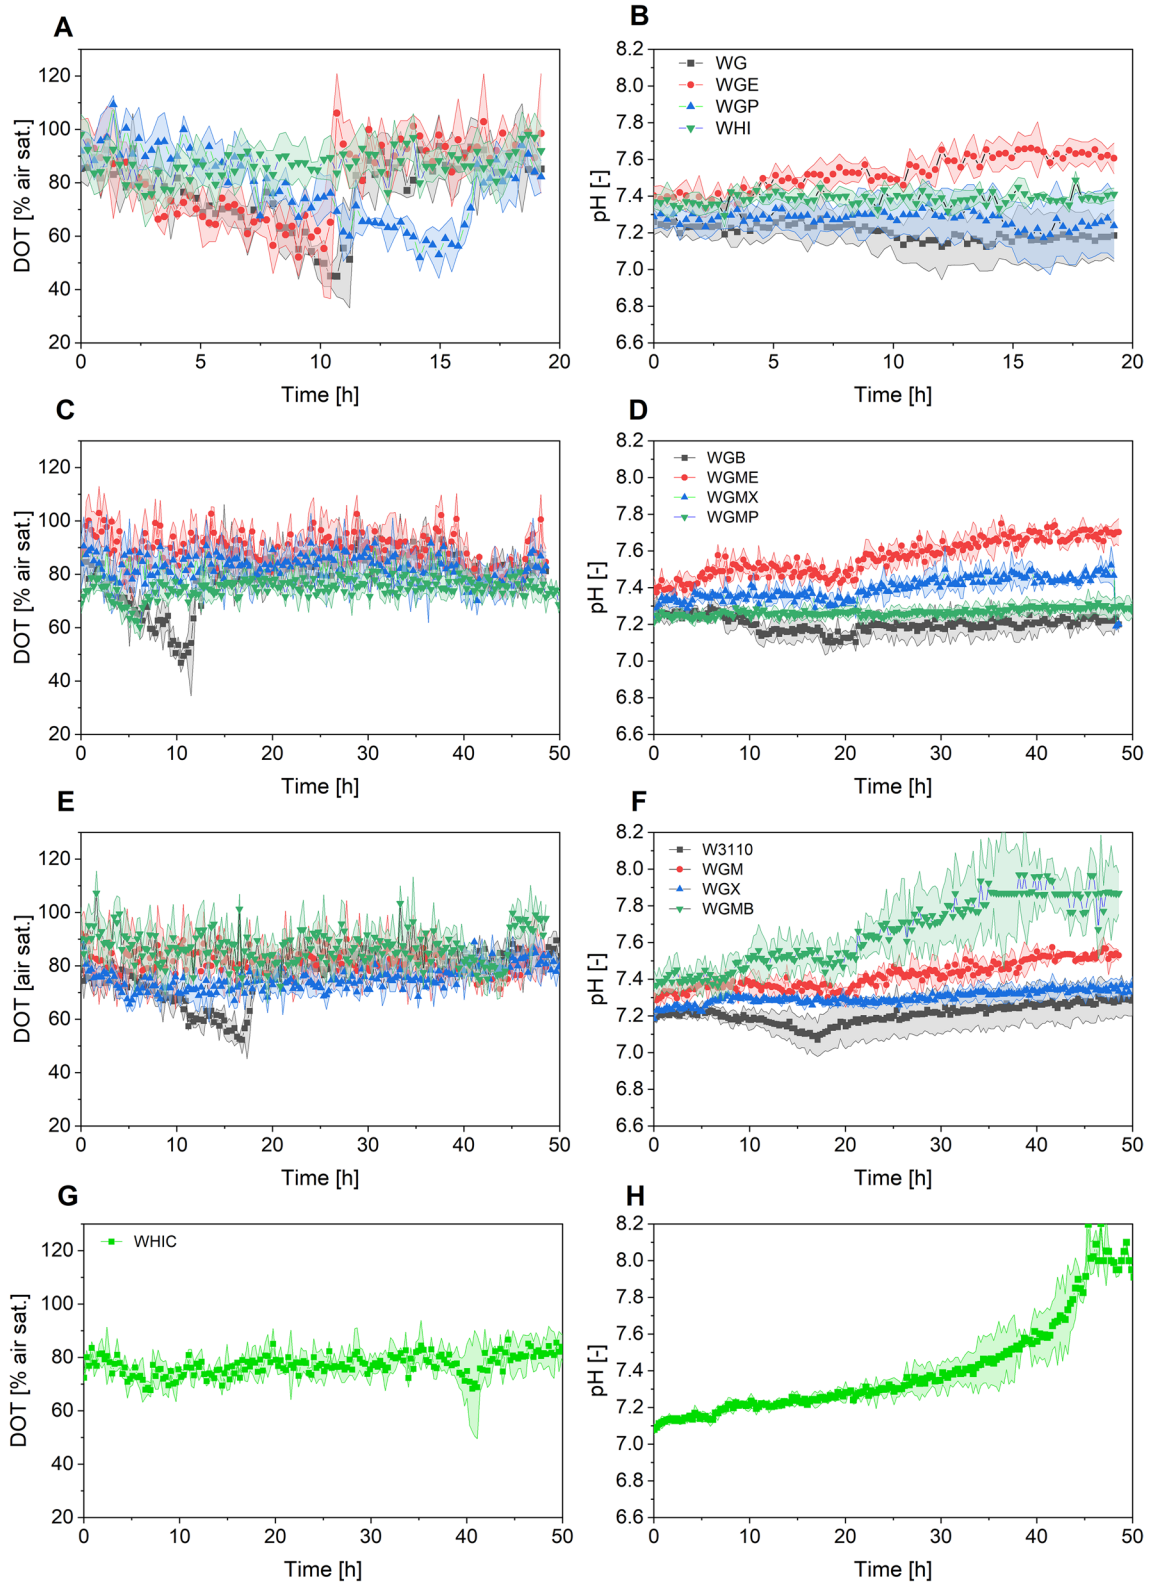 A
DOT [% air sat.]
120
100
80
60
40
20
0 5 10 15 20
Time [h]
B
pH [-]
8.2
8.0
7.8
7.6
7.4
7.2
7.0
6.8
6.6
WG
WGE
WGP
WHI
0 5 10 15 20
Time [h]
C
DOT [% air sat.]
120
100
80
60
40
20
0 10 20 30 40 50
Time [h]
D
pH [-]
8.2
8.0
7.8
7.6
7.4
7.2
7.0
6.8
6.6
WGB
WGME
WGMX
WGMP
0 10 20 30 40 50
Time [h]
E
DOT [air sat.]
120
100
80
60
40
20
0 10 20 30 40 50
Time [h]
F
pH [-]
8.2
8.0
7.8
7.6
7.4
7.2
7.0
6.8
6.6
W3110
WGM
WGX
WGMB
0 10 20 30 40 50
Time [h]
G
DOT [% air sat.]
120
100
80
60
40
20
WHIC
0 10 20 30 40 50
Time [h]
H
pH [-]
8.2
8.0
7.8
7.6
7.4
7.2
7.0
6.8
6.6
0 10 20 30 40 50
Time [h]